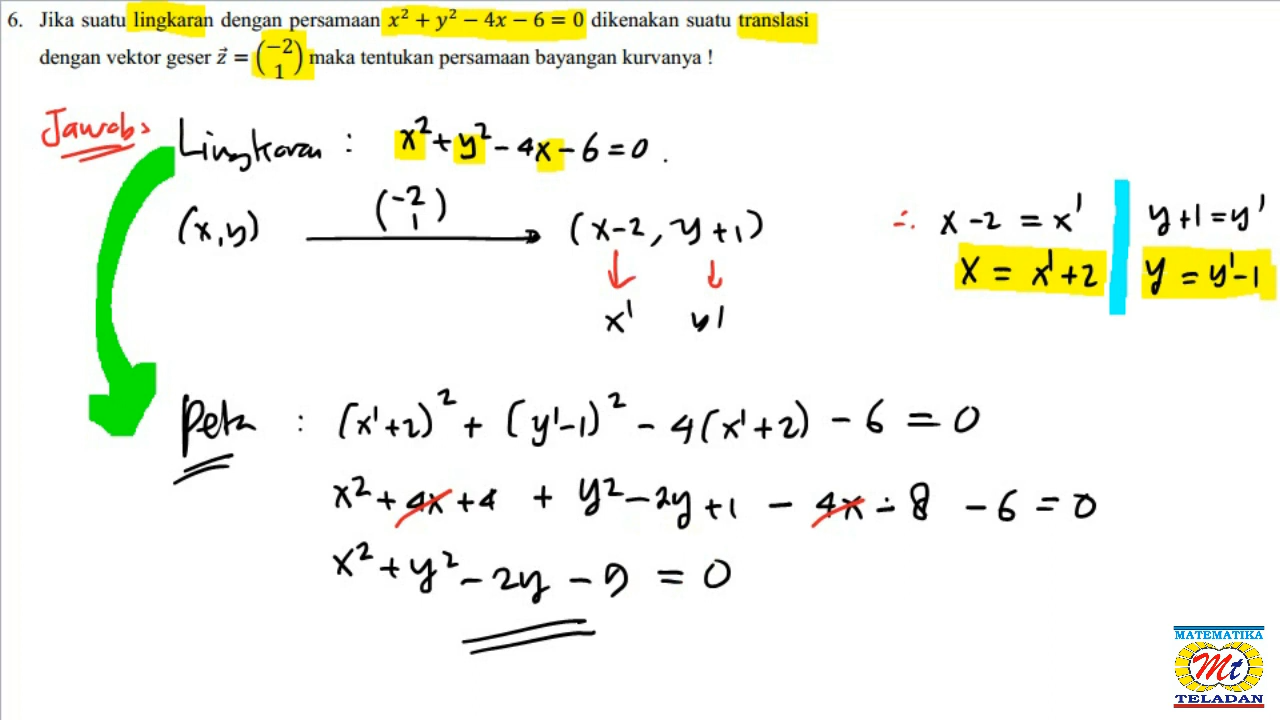 6. Jika suatu lingkaran dengan persamaan x² + y² − 4x − 6 = 0 dikenakan suatu translasi
dengan vektor geser z⃗ = (−2 1) maka tentukan persamaan bayangan kurvanya !
Jawab:
Lingkaran : x² + y² - 4x - 6 = 0 .
(x,y) (-2 1) (x-2, y+1)
x' y'
∴ x - 2 = x' y + 1 = y'
x = x'+2 y = y'-1
Peta : (x'+2)² + (y'-1)² - 4(x'+2) - 6 = 0
x² + 4x + 4 + y² - 2y + 1 - 4x - 8 - 6 = 0
x² + y² - 2y - 9 = 0
MATEMATIKA
Mt
TELADAN